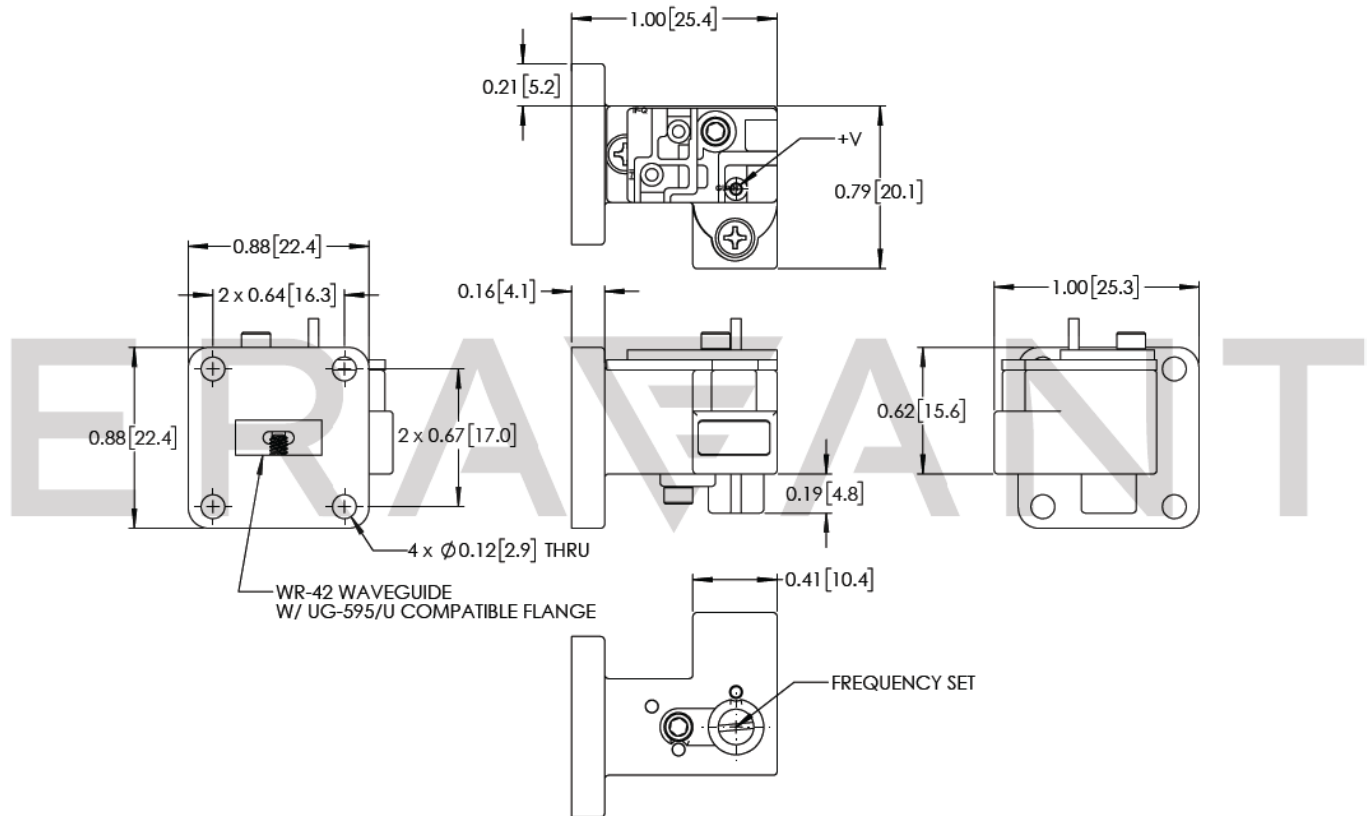 1.00[25.4]
0.21[5.2]
+V
0.79[20.1]
0.88[22.4]
2 x 0.64[16.3]
0.16[4.1]
1.00[25.3]
ERAVANT
0.88[22.4]
2 x 0.67[17.0]
0.62[15.6]
0.19[4.8]
4 x Ø0.12[2.9] THRU
WR-42 WAVEGUIDE
W/ UG-595/U COMPATIBLE FLANGE
0.41[10.4]
FREQUENCY SET